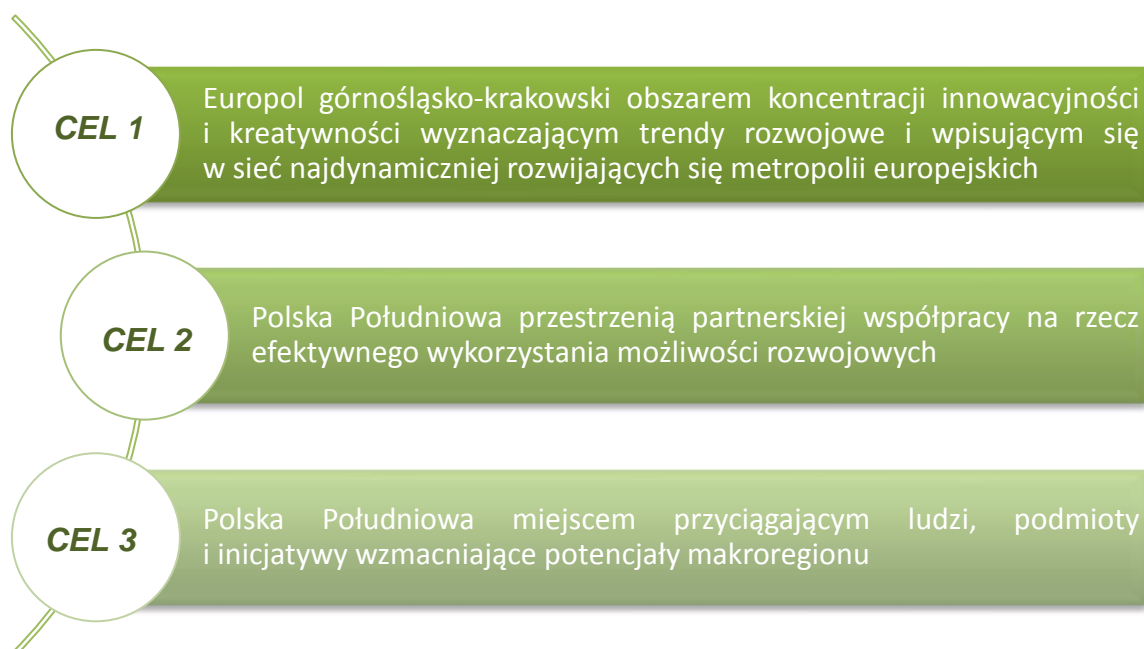 CEL 1
Europol górnośląsko-krakowski obszarem koncentracji innowacyjności
i kreatywności wyznaczającym trendy rozwojowe i wpisującym się
w sieć najdynamiczniej rozwijających się metropolii europejskich
CEL 2
Polska Południowa przestrzenią partnerskiej współpracy na rzecz
efektywnego wykorzystania możliwości rozwojowych
CEL 3
Polska Południowa miejscem przyciągającym ludzi, podmioty
i inicjatywy wzmacniające potencjały makroregionu